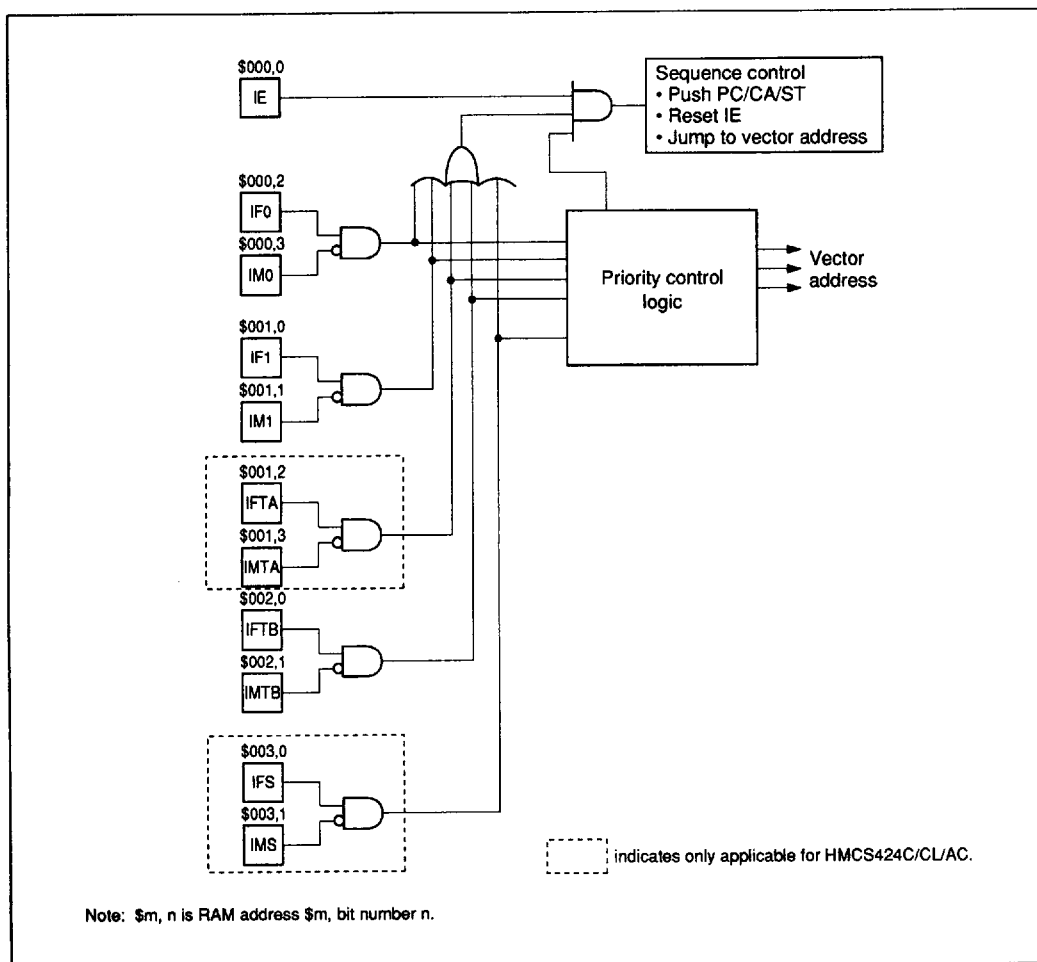 $000,0
IE
Sequence control
• Push PC/CA/ST
• Reset IE
• Jump to vector address
$000,2
IF0
$000,3
IM0
Priority control
logic
Vector
address
$001,0
IF1
$001,1
IM1
$001,2
IFTA
$001,3
IMTA
$002,0
IFTB
$002,1
IMTB
$003,0
IFS
$003,1
IMS
indicates only applicable for HMCS424C/CL/AC.
Note: $m, n is RAM address $m, bit number n.